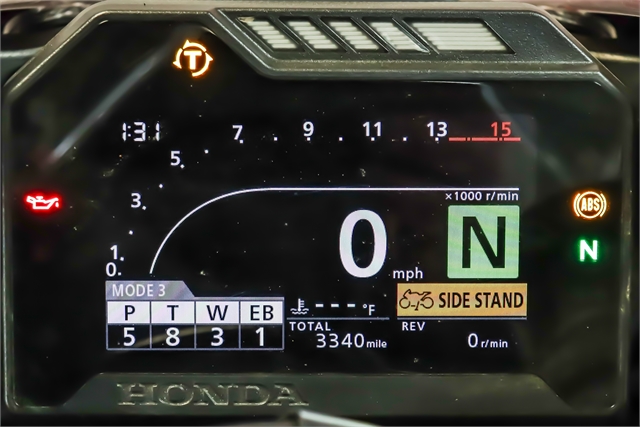 T
1:31
7 9 11 13 15
5
3
1
0
×1000 r/min
ABS
N
0 mph
N
MODE 3
P T W EB
5 8 3 1
--- °F
SIDE STAND
TOTAL
3340 mile
REV
0 r/min
HONDA